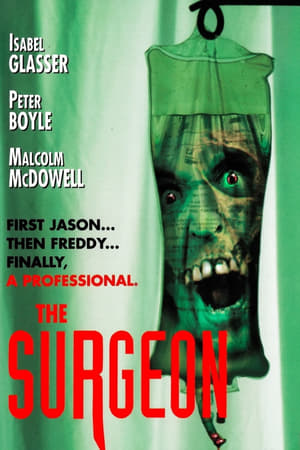 ISABEL
GLASSER
PETER
BOYLE
MALCOLM
MCDOWELL
FIRST JASON...
THEN FREDDY...
FINALLY,
A PROFESSIONAL.
THE
SURGEON